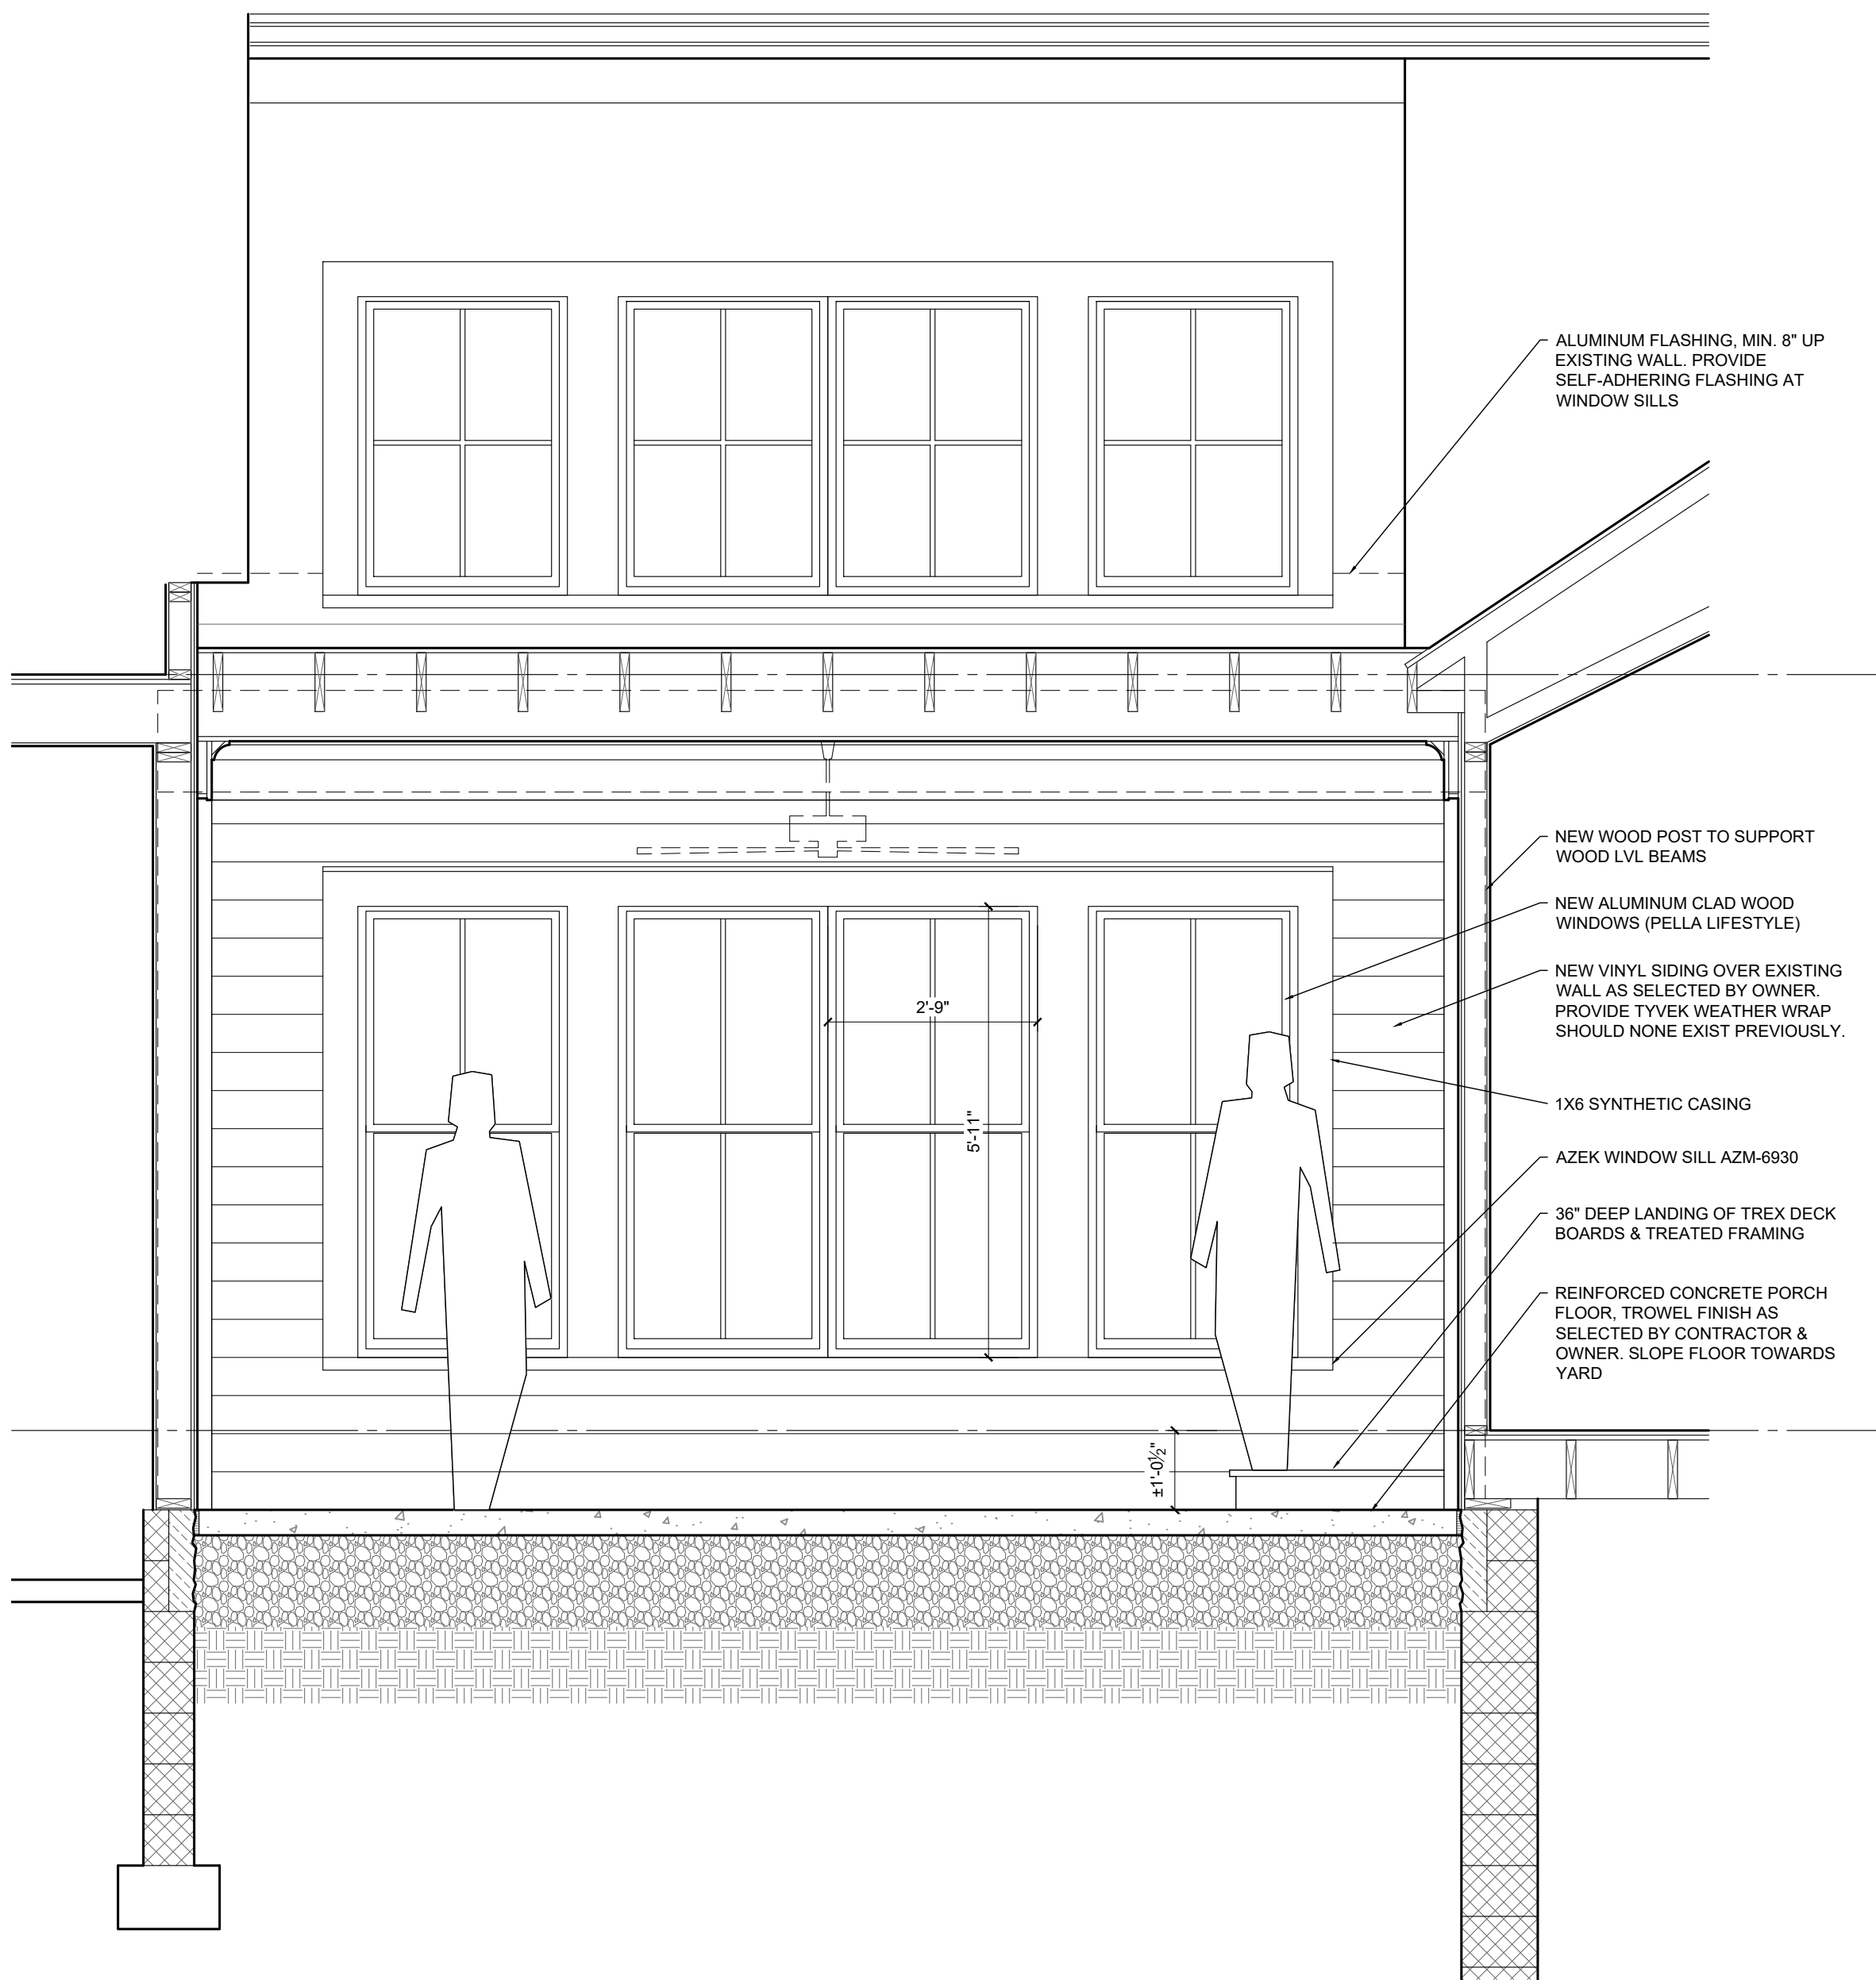 ALUMINUM FLASHING, MIN. 8" UP
EXISTING WALL. PROVIDE
SELF-ADHERING FLASHING AT
WINDOW SILLS
NEW WOOD POST TO SUPPORT
WOOD LVL BEAMS
NEW ALUMINUM CLAD WOOD
WINDOWS (PELLA LIFESTYLE)
NEW VINYL SIDING OVER EXISTING
WALL AS SELECTED BY OWNER.
PROVIDE TYVEK WEATHER WRAP
SHOULD NONE EXIST PREVIOUSLY.
2'-9"
1X6 SYNTHETIC CASING
5'-11"
AZEK WINDOW SILL AZM-6930
36" DEEP LANDING OF TREX DECK
BOARDS & TREATED FRAMING
REINFORCED CONCRETE PORCH
FLOOR, TROWEL FINISH AS
SELECTED BY CONTRACTOR &
OWNER. SLOPE FLOOR TOWARDS
YARD
±1'-0½"